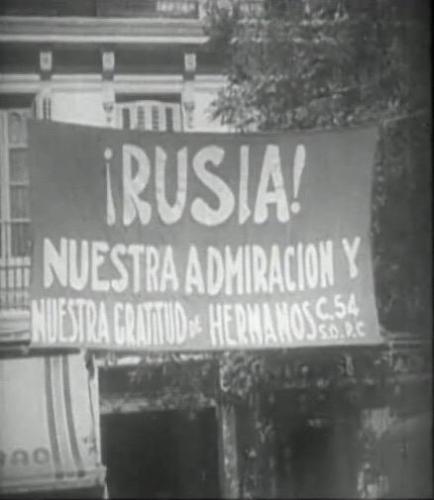 ¡RUSIA!
NUESTRA ADMIRACION Y
NUESTRA GRATITUD DE HERMANOS C. 54
S.D.P.C